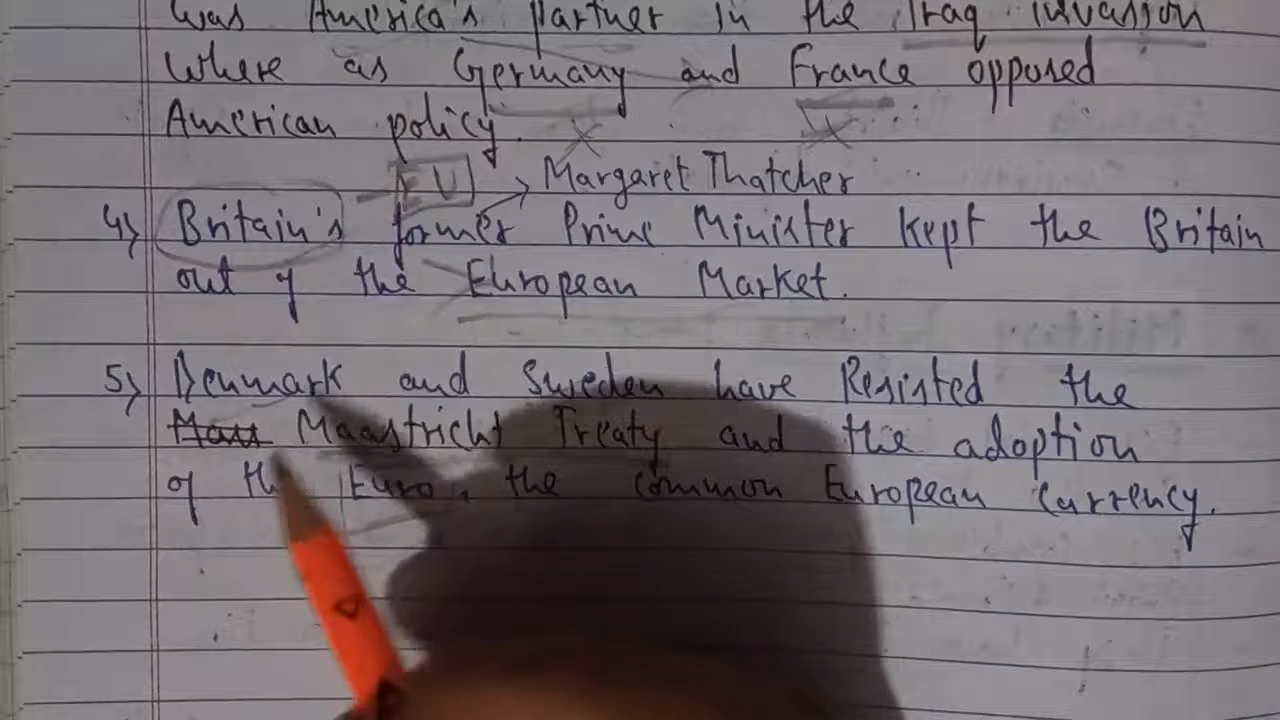 was America's partner in the Iraq invasion
Where as Germany and France opposed
American policy.
EU → Margaret Thatcher
4) Britain's former Prime Minister kept the Britain
out of the European Market.
5) Denmark and Sweden have Resisted the
Maastricht Treaty and the adoption
of the Euro, the common European Currency.